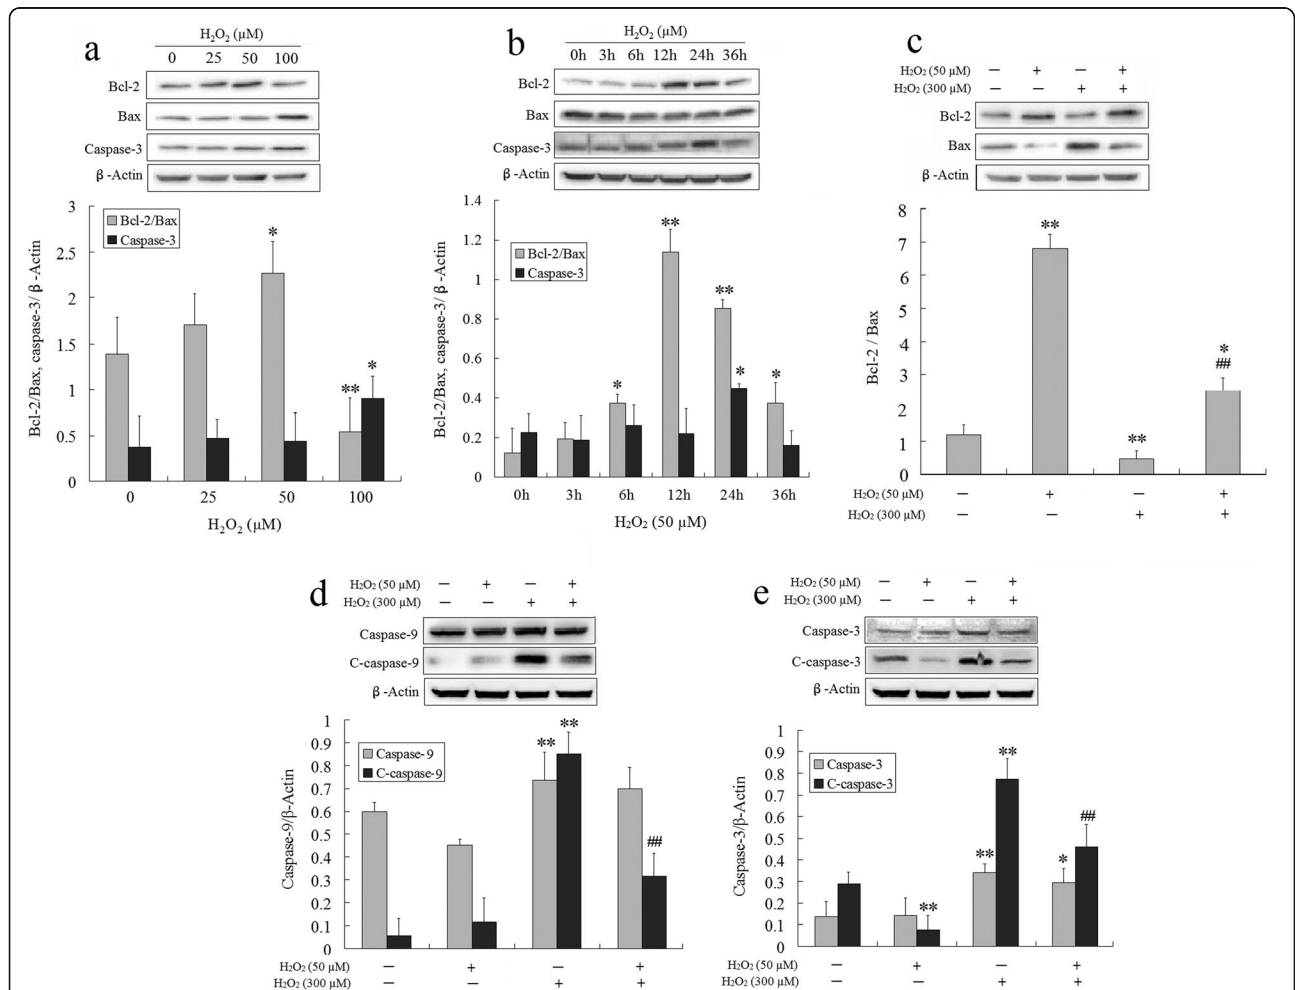 a
H₂O₂ (μM)
0 25 50 100
Bcl-2
Bax
Caspase-3
β -Actin
Bcl-2/Bax, caspase-3/ β -Actin
3
2.5
2
1.5
1
0.5
0
Bcl-2/Bax
Caspase-3
*
**
*
0 25 50 100
H₂O₂ (μM)
b
H₂O₂ (μM)
0h 3h 6h 12h 24h 36h
Bcl-2
Bax
Caspase-3
β -Actin
Bcl-2/Bax, caspase-3/ β -Actin
1.4
1.2
1
0.8
0.6
0.4
0.2
0
Bcl-2/Bax
Caspase-3
*
**
**
*
*
0h 3h 6h 12h 24h 36h
H₂O₂ (50 μM)
c
H₂O₂ (50 μM) − + − +
H₂O₂ (300 μM) − − + +
Bcl-2
Bax
β -Actin
Bcl-2 / Bax
8
7
6
5
4
3
2
1
0
**
**
*
##
H₂O₂ (50 μM) − + − +
H₂O₂ (300 μM) − − + +
d
H₂O₂ (50 μM) − + − +
H₂O₂ (300 μM) − − + +
Caspase-9
C-caspase-9
β -Actin
Caspase-9/β-Actin
1
0.9
0.8
0.7
0.6
0.5
0.4
0.3
0.2
0.1
0
Caspase- 9
C-caspase-9
**
**
##
H₂O₂ (50 μM) − + − +
H₂O₂ (300 μM) − − + +
e
H₂O₂ (50 μM) − + − +
H₂O₂ (300 μM) − − + +
Caspase-3
C-caspase-3
β -Actin
Caspase-3/β-Actin
1
0.9
0.8
0.7
0.6
0.5
0.4
0.3
0.2
0.1
0
Caspase-3
C-caspase-3
**
**
**
*
##
H₂O₂ (50 μM) − + − +
H₂O₂ (300 μM) − − + +